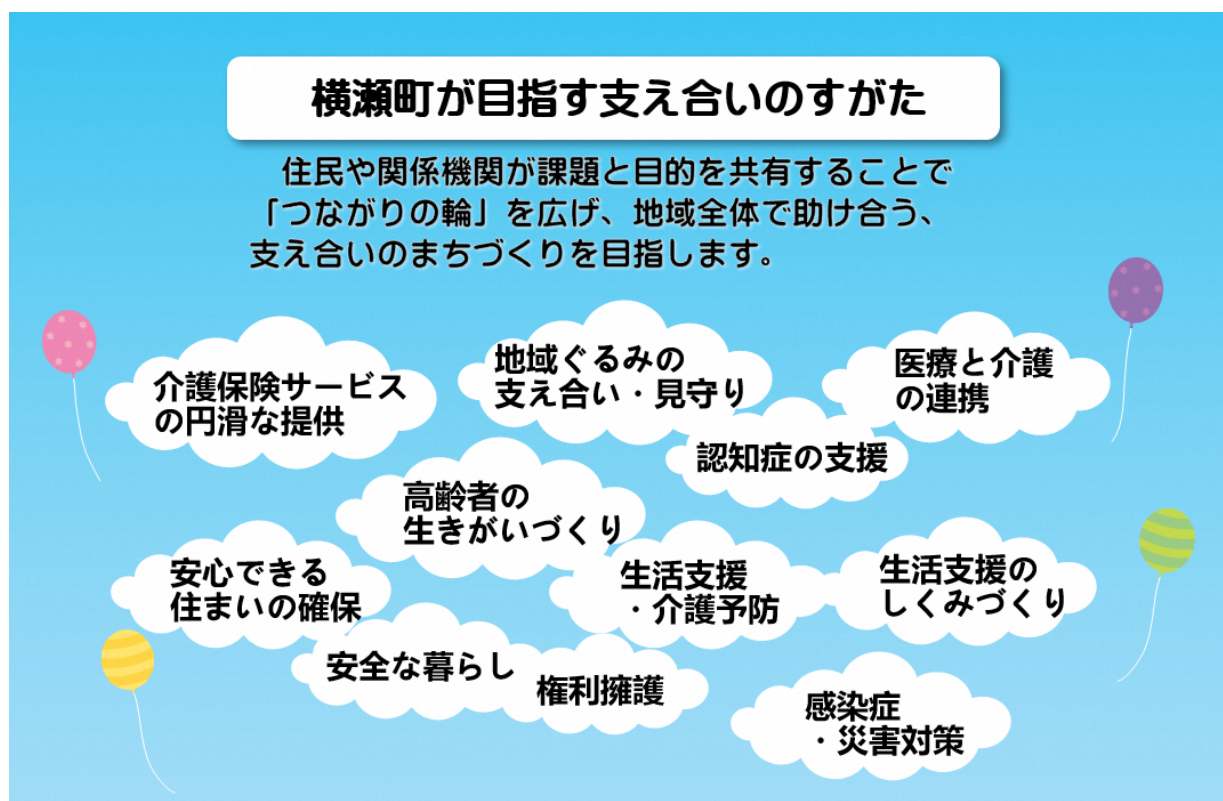 横瀬町が目指す支え合いのすがた
住民や関係機関が課題と目的を共有することで
「つながりの輪」を広げ、地域全体で助け合う、
支え合いのまちづくりを目指します。
介護保険サービス
の円滑な提供
地域ぐるみの
支え合い・見守り
医療と介護
の連携
認知症の支援
高齢者の
生きがいづくり
安心できる
住まいの確保
生活支援
・介護予防
生活支援の
しくみづくり
安全な暮らし
権利擁護
感染症
・災害対策